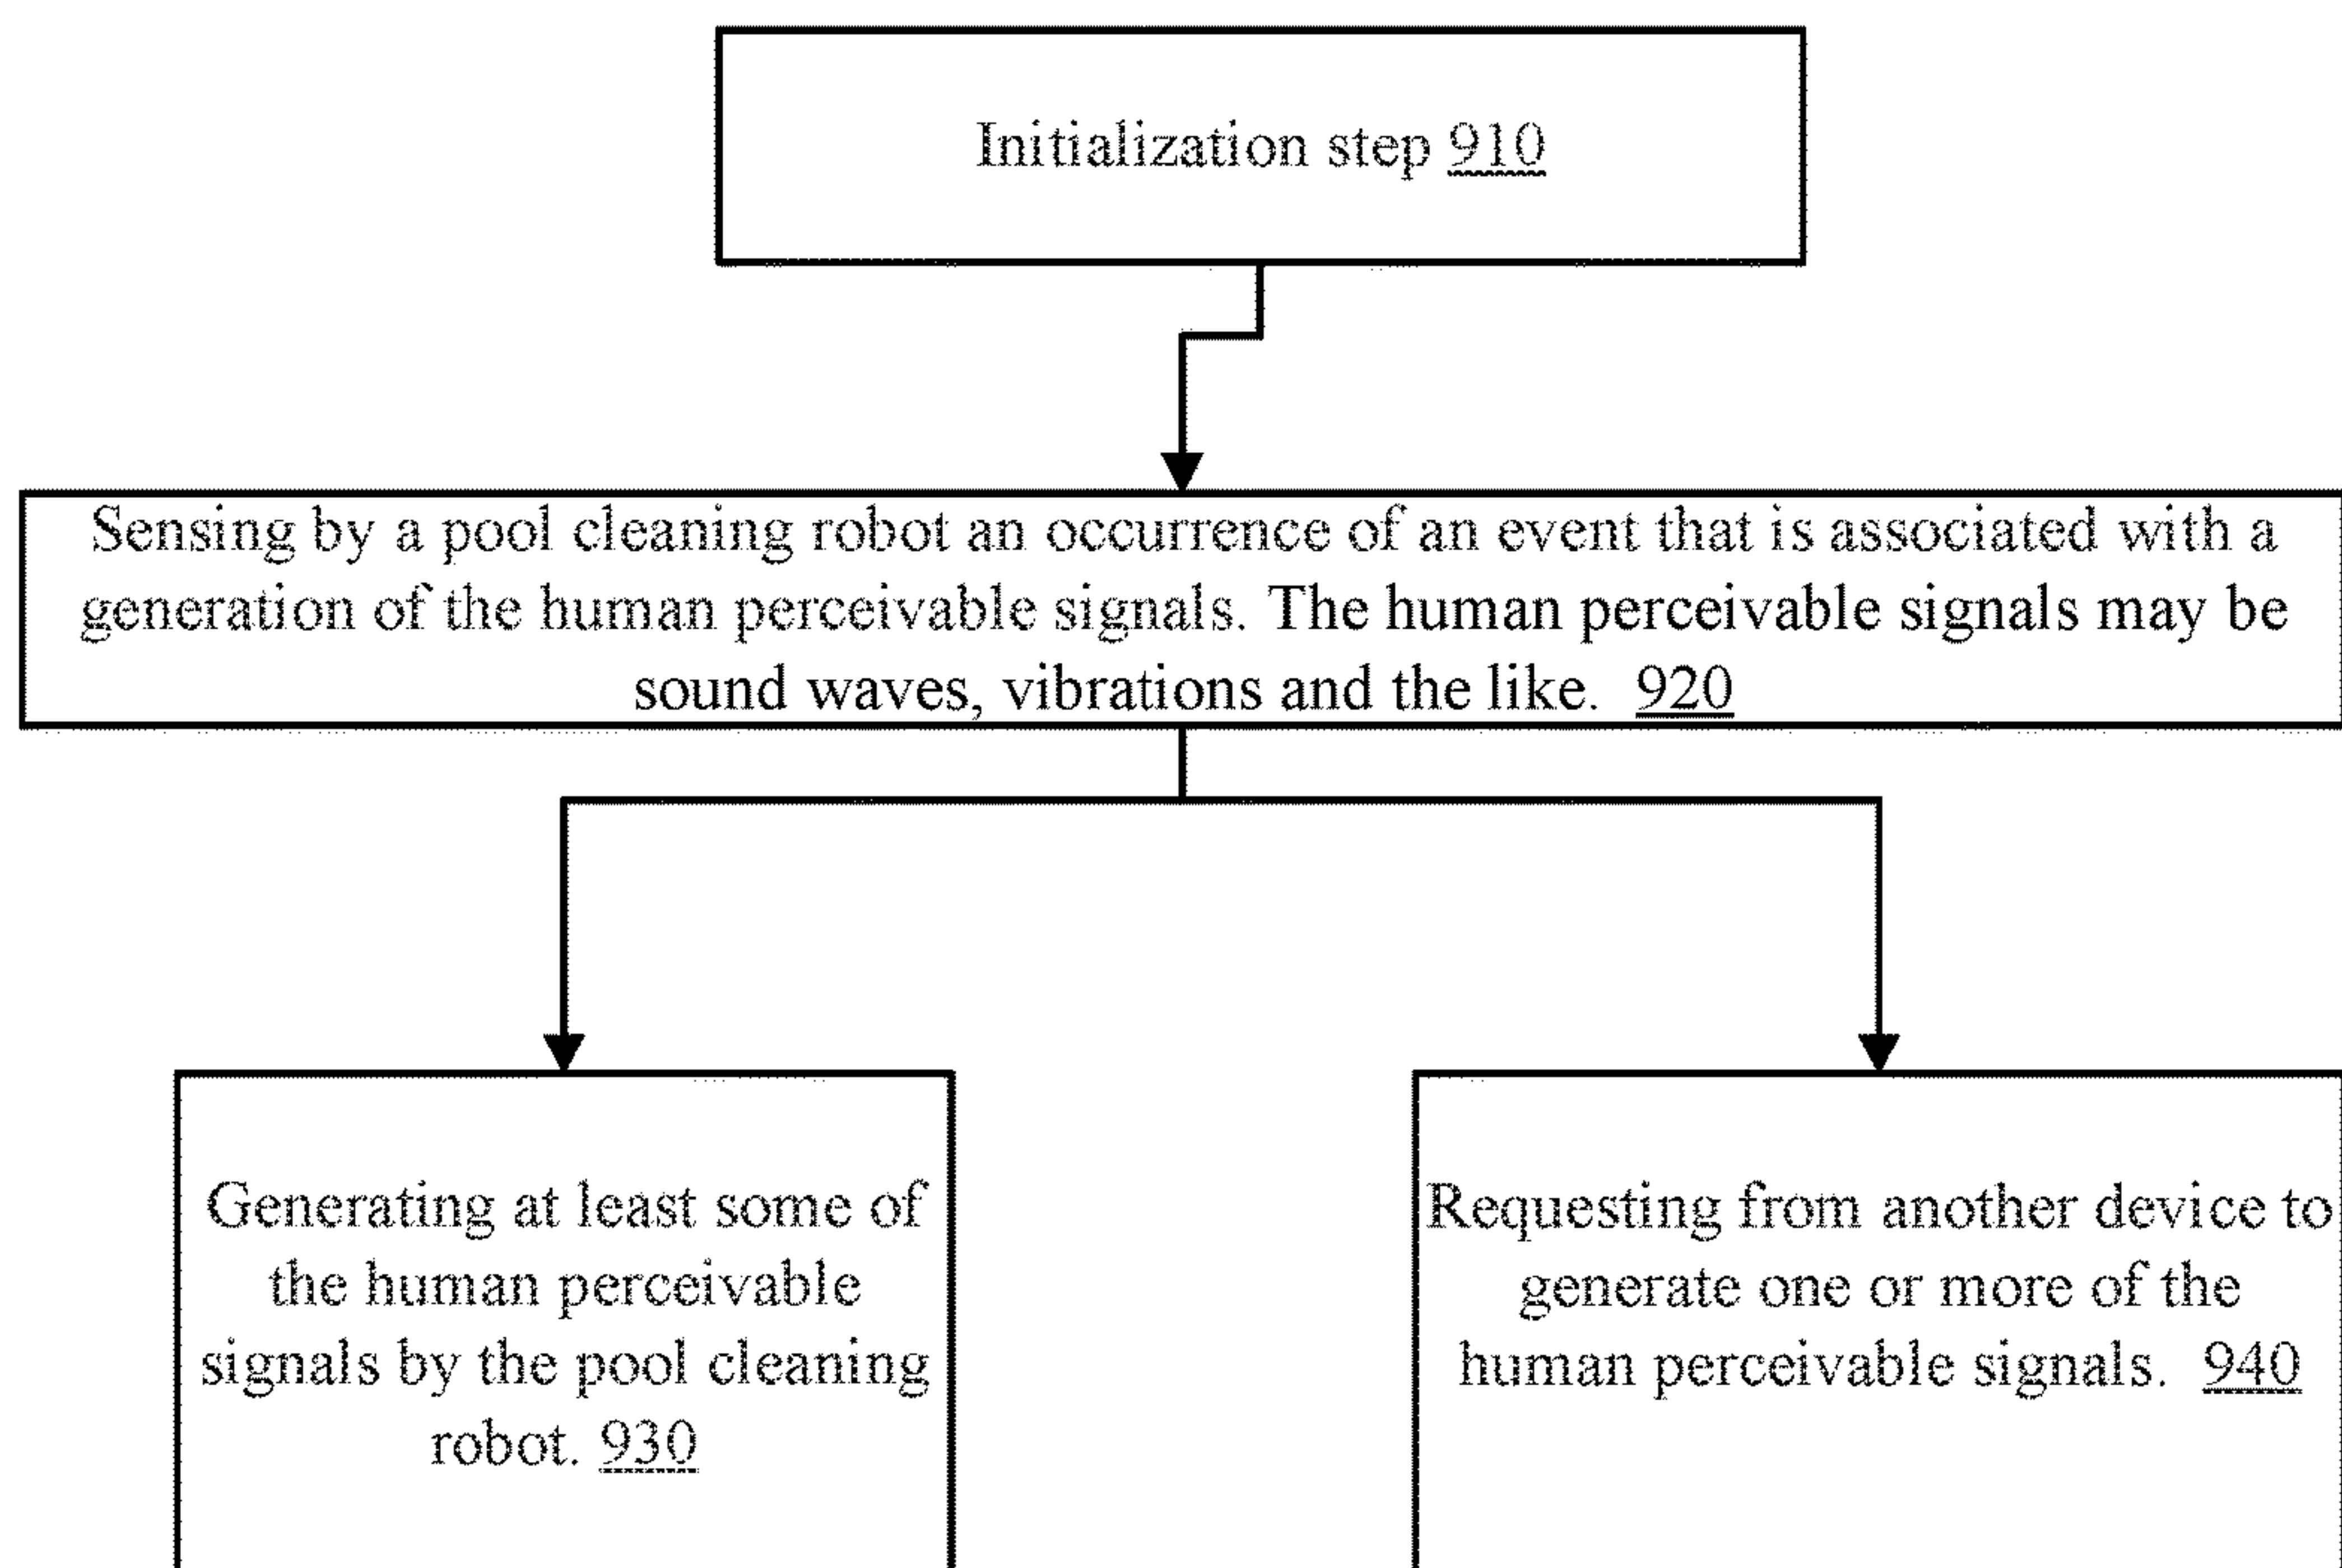 Initialization step 910
Sensing by a pool cleaning robot an occurrence of an event that is associated with a
generation of the human perceivable signals. The human perceivable signals may be
sound waves, vibrations and the like. 920
Generating at least some of
the human perceivable
signals by the pool cleaning
robot. 930
Requesting from another device to
generate one or more of the
human perceivable signals. 940